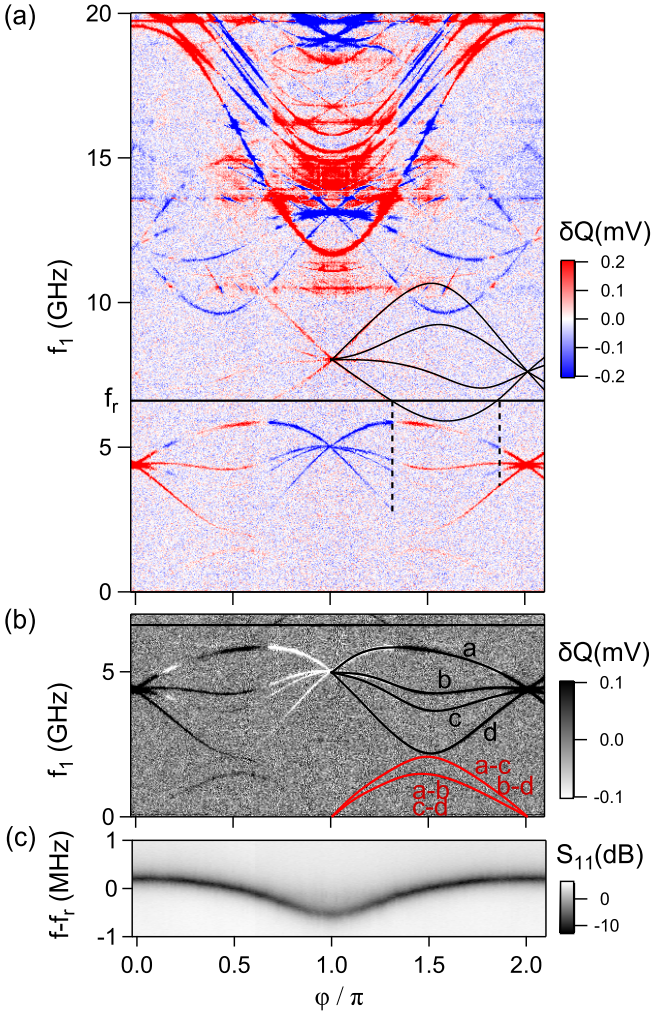 (a)
20
15
10
f₁ (GHz)
fᵣ
5
0
δQ(mV)
0.2
0.1
0.0
-0.1
-0.2
(b)
5
0
f₁ (GHz)
a
b
c
d
a-c
b-d
a-b
c-d
δQ(mV)
0.1
0.0
-0.1
(c)
1
0
-1
f-fᵣ (MHz)
S₁₁(dB)
0
-10
0.0 0.5 1.0 1.5 2.0
φ / π